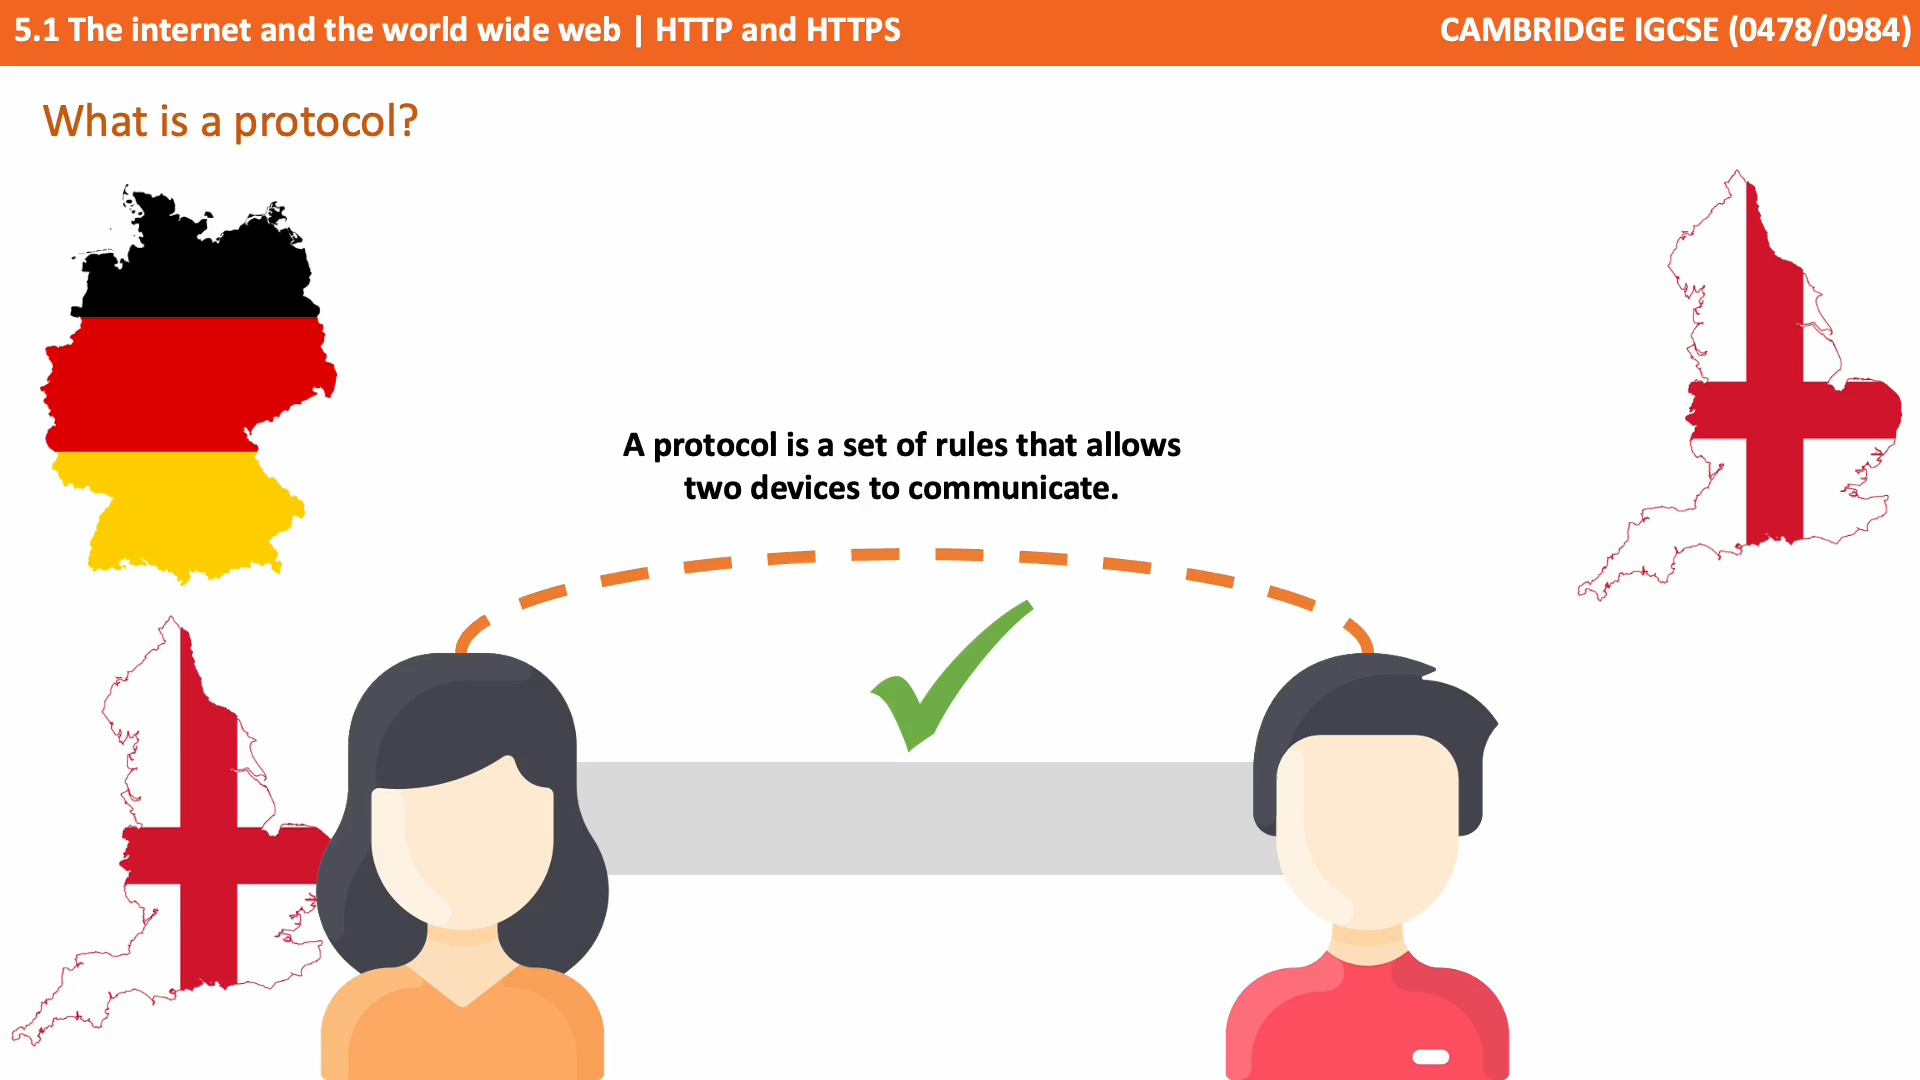 5.1 The internet and the world wide web | HTTP and HTTPS
CAMBRIDGE IGCSE (0478/0984)
What is a protocol?
A protocol is a set of rules that allows
two devices to communicate.